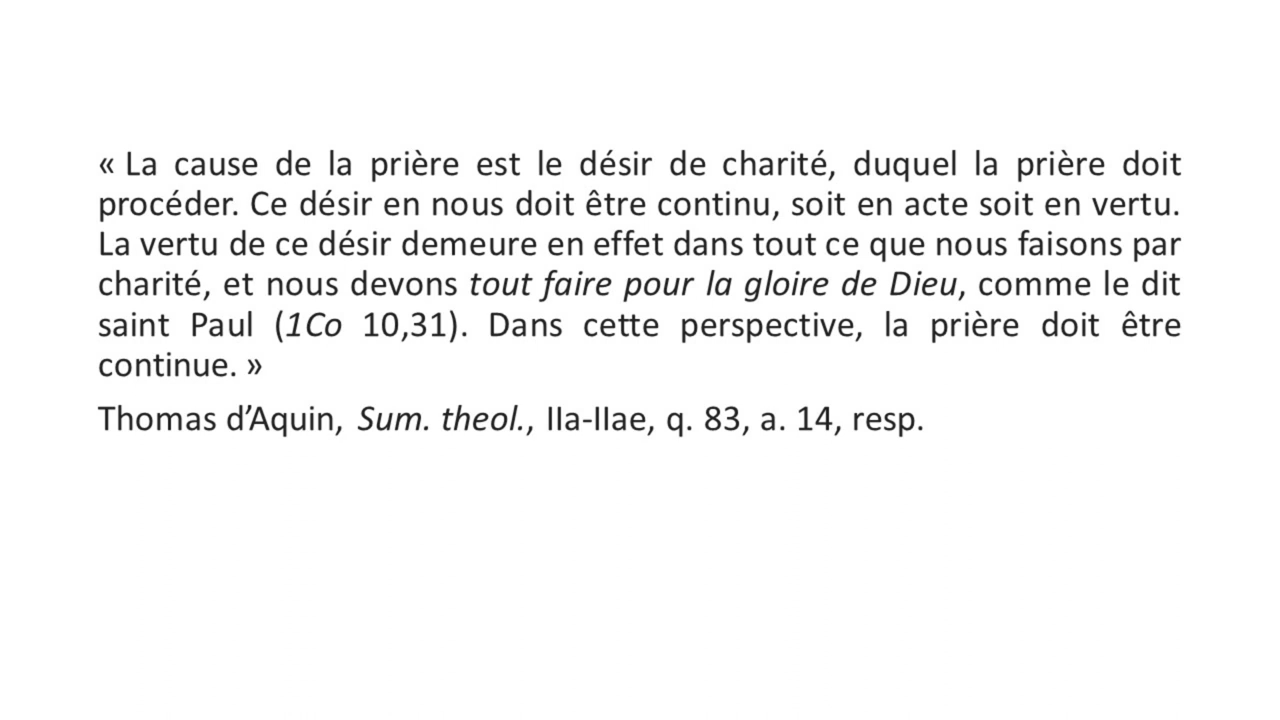 « La cause de la prière est le désir de charité, duquel la prière doit
procéder. Ce désir en nous doit être continu, soit en acte soit en vertu.
La vertu de ce désir demeure en effet dans tout ce que nous faisons par
charité, et nous devons tout faire pour la gloire de Dieu, comme le dit
saint Paul (1Co 10,31). Dans cette perspective, la prière doit être
continue. »
Thomas d’Aquin, Sum. theol., IIa-IIae, q. 83, a. 14, resp.